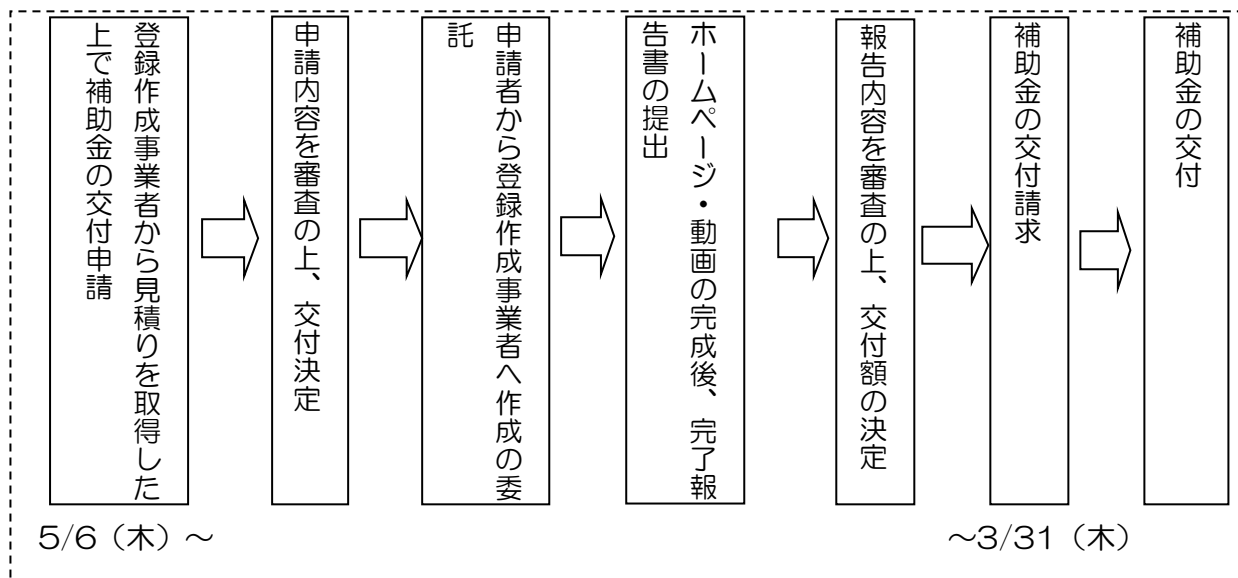 登録作成事業者から見積りを取得した
上で補助金の交付申請
申請内容を審査の上、交付決定
申請者から登録作成事業者へ作成の委
託
ホームページ・動画の完成後、完了報
告書の提出
報告内容を審査の上、交付額の決定
補助金の交付請求
補助金の交付
5/6（木）～
～3/31（木）